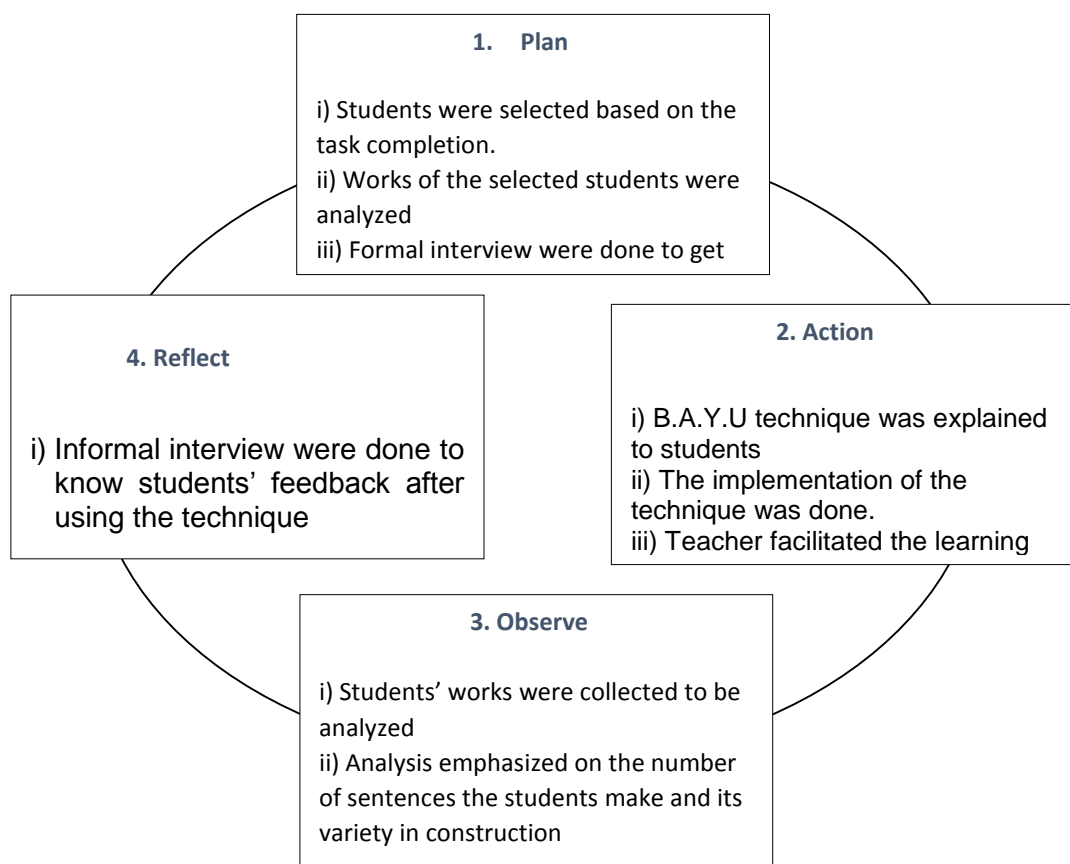 1. Plan
i) Students were selected based on the
task completion.
ii) Works of the selected students were
analyzed
iii) Formal interview were done to get
2. Action
i) B.A.Y.U technique was explained
to students
ii) The implementation of the
technique was done.
iii) Teacher facilitated the learning
3. Observe
i) Students’ works were collected to be
analyzed
ii) Analysis emphasized on the number
of sentences the students make and its
variety in construction
4. Reflect
i) Informal interview were done to
know students’ feedback after
using the technique